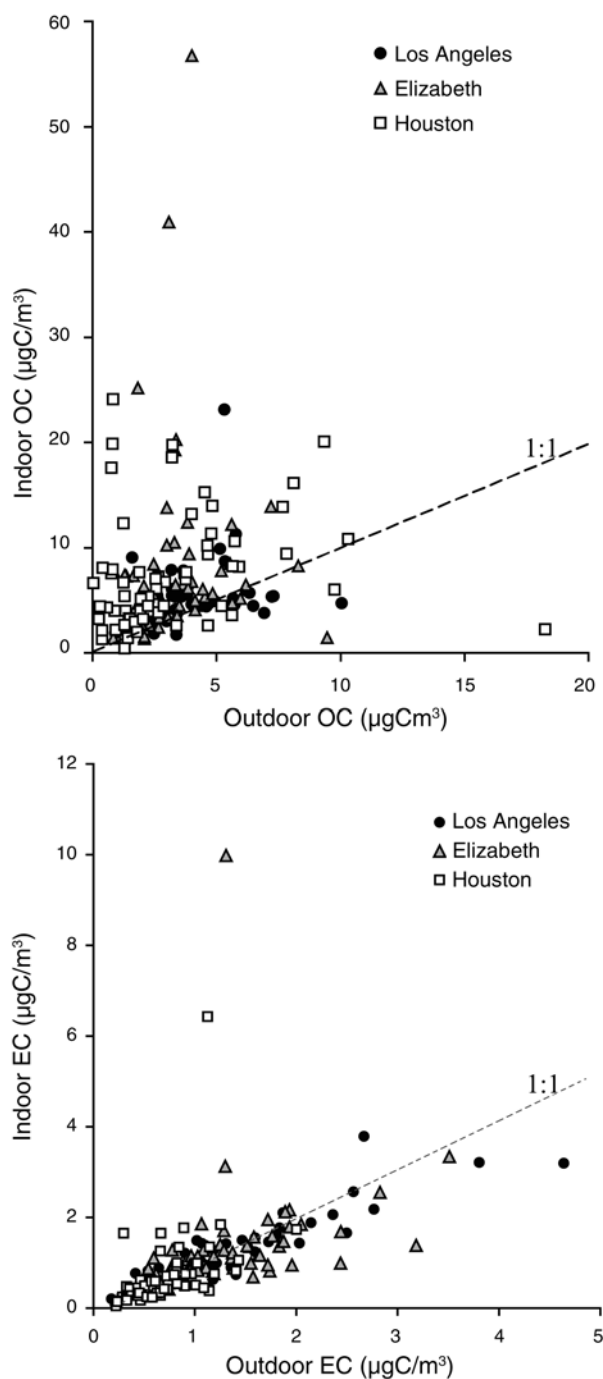 60
50
40
30
20
10
0
Indoor OC (µgC/m³)
Los Angeles
Elizabeth
Houston
1:1
0 5 10 15 20
Outdoor OC (µgCm³)
12
10
8
6
4
2
0
Indoor EC (µgC/m³)
Los Angeles
Elizabeth
Houston
1:1
0 1 2 3 4 5
Outdoor EC (µgC/m³)